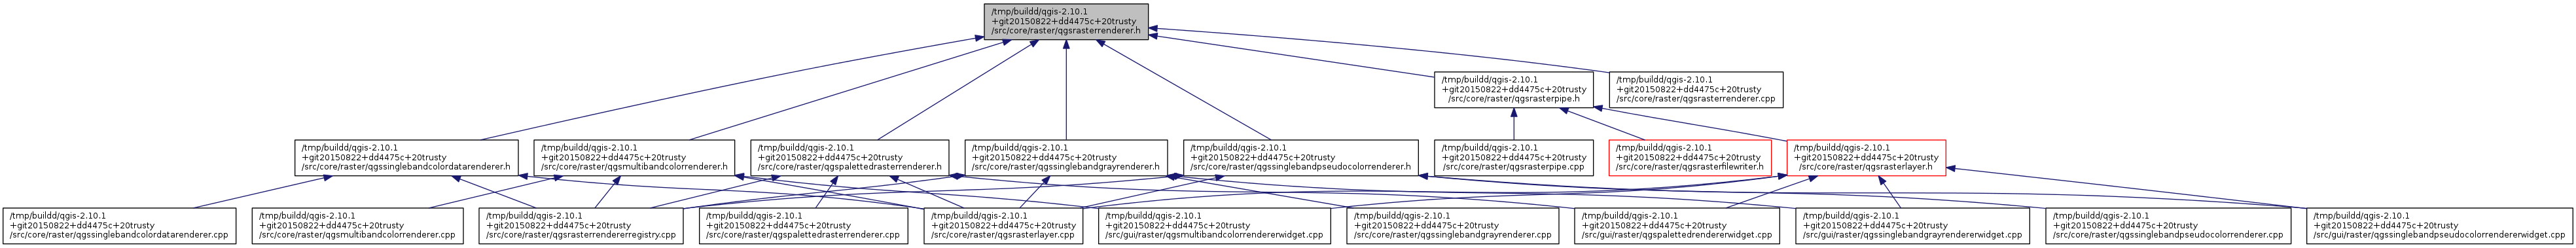 /tmp/buildd/qgis-2.10.1
+git20150822+dd4475c+20trusty
/src/core/raster/qgsrasterrenderer.h
/tmp/buildd/qgis-2.10.1
+git20150822+dd4475c+20trusty
/src/core/raster/qgsrasterpipe.h
/tmp/buildd/qgis-2.10.1
+git20150822+dd4475c+20trusty
/src/core/raster/qgsrasterrenderer.cpp
/tmp/buildd/qgis-2.10.1
+git20150822+dd4475c+20trusty
/src/core/raster/qgssinglebandcolordatarenderer.h
/tmp/buildd/qgis-2.10.1
+git20150822+dd4475c+20trusty
/src/core/raster/qgsmultibandcolorrenderer.h
/tmp/buildd/qgis-2.10.1
+git20150822+dd4475c+20trusty
/src/core/raster/qgspalettedrasterrenderer.h
/tmp/buildd/qgis-2.10.1
+git20150822+dd4475c+20trusty
/src/core/raster/qgssinglebandgrayrenderer.h
/tmp/buildd/qgis-2.10.1
+git20150822+dd4475c+20trusty
/src/core/raster/qgssinglebandpseudocolorrenderer.h
/tmp/buildd/qgis-2.10.1
+git20150822+dd4475c+20trusty
/src/core/raster/qgsrasterpipe.cpp
/tmp/buildd/qgis-2.10.1
+git20150822+dd4475c+20trusty
/src/core/raster/qgsrasterfilewriter.h
/tmp/buildd/qgis-2.10.1
+git20150822+dd4475c+20trusty
/src/core/raster/qgsrasterlayer.h
/tmp/buildd/qgis-2.10.1
+git20150822+dd4475c+20trusty
/src/core/raster/qgssinglebandcolordatarenderer.cpp
/tmp/buildd/qgis-2.10.1
+git20150822+dd4475c+20trusty
/src/core/raster/qgsmultibandcolorrenderer.cpp
/tmp/buildd/qgis-2.10.1
+git20150822+dd4475c+20trusty
/src/core/raster/qgsrasterrendererregistry.cpp
/tmp/buildd/qgis-2.10.1
+git20150822+dd4475c+20trusty
/src/core/raster/qgspalettedrasterrenderer.cpp
/tmp/buildd/qgis-2.10.1
+git20150822+dd4475c+20trusty
/src/core/raster/qgsrasterlayer.cpp
/tmp/buildd/qgis-2.10.1
+git20150822+dd4475c+20trusty
/src/gui/raster/qgsmultibandcolorrendererwidget.cpp
/tmp/buildd/qgis-2.10.1
+git20150822+dd4475c+20trusty
/src/core/raster/qgssinglebandgrayrenderer.cpp
/tmp/buildd/qgis-2.10.1
+git20150822+dd4475c+20trusty
/src/gui/raster/qgspalettedrendererwidget.cpp
/tmp/buildd/qgis-2.10.1
+git20150822+dd4475c+20trusty
/src/gui/raster/qgssinglebandgrayrendererwidget.cpp
/tmp/buildd/qgis-2.10.1
+git20150822+dd4475c+20trusty
/src/core/raster/qgssinglebandpseudocolorrenderer.cpp
/tmp/buildd/qgis-2.10.1
+git20150822+dd4475c+20trusty
/src/gui/raster/qgssinglebandpseudocolorrendererwidget.cpp